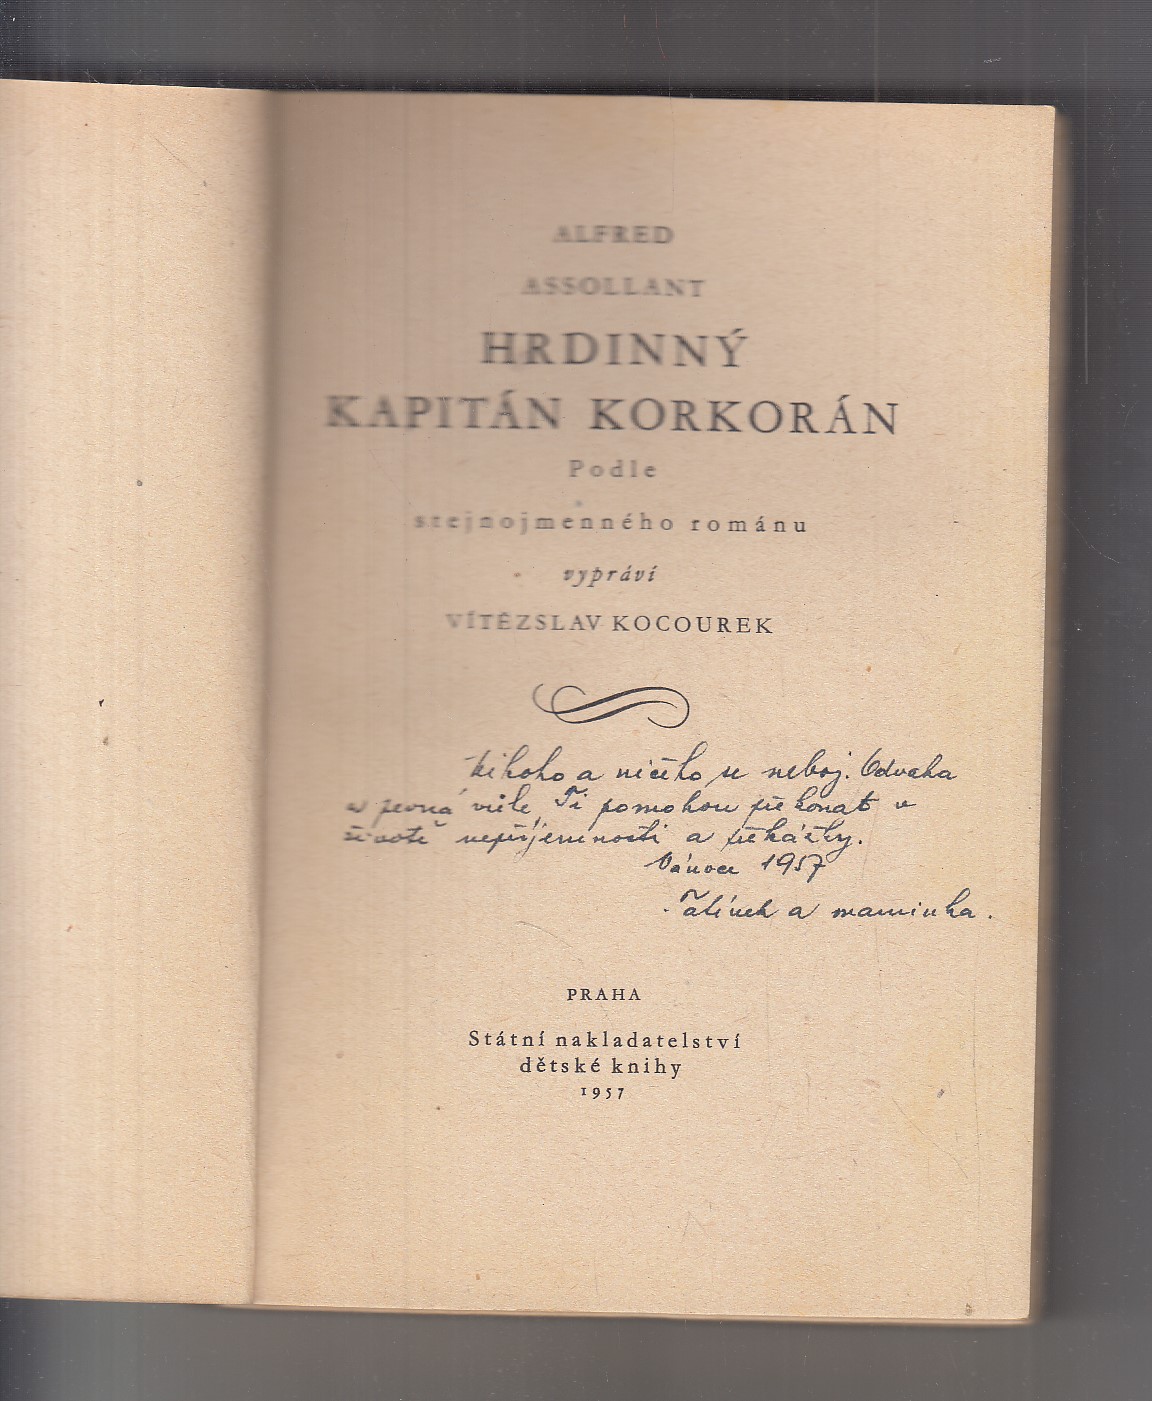 ALFRED
ASSOLLANT
HRDINNÝ
KAPITÁN KORKORÁN
Podle
stejnojmenného románu
vypráví
VÍTĚZSLAV KOCOUREK
Nikoho a ničeho se neboj. Odvaha
a pevná vůle Ti pomohou překonat v
životě nepříjemnosti a překážky.
Vánoce 1957
Tatínek a maminka.
PRAHA
Státní nakladatelství
dětské knihy
1957